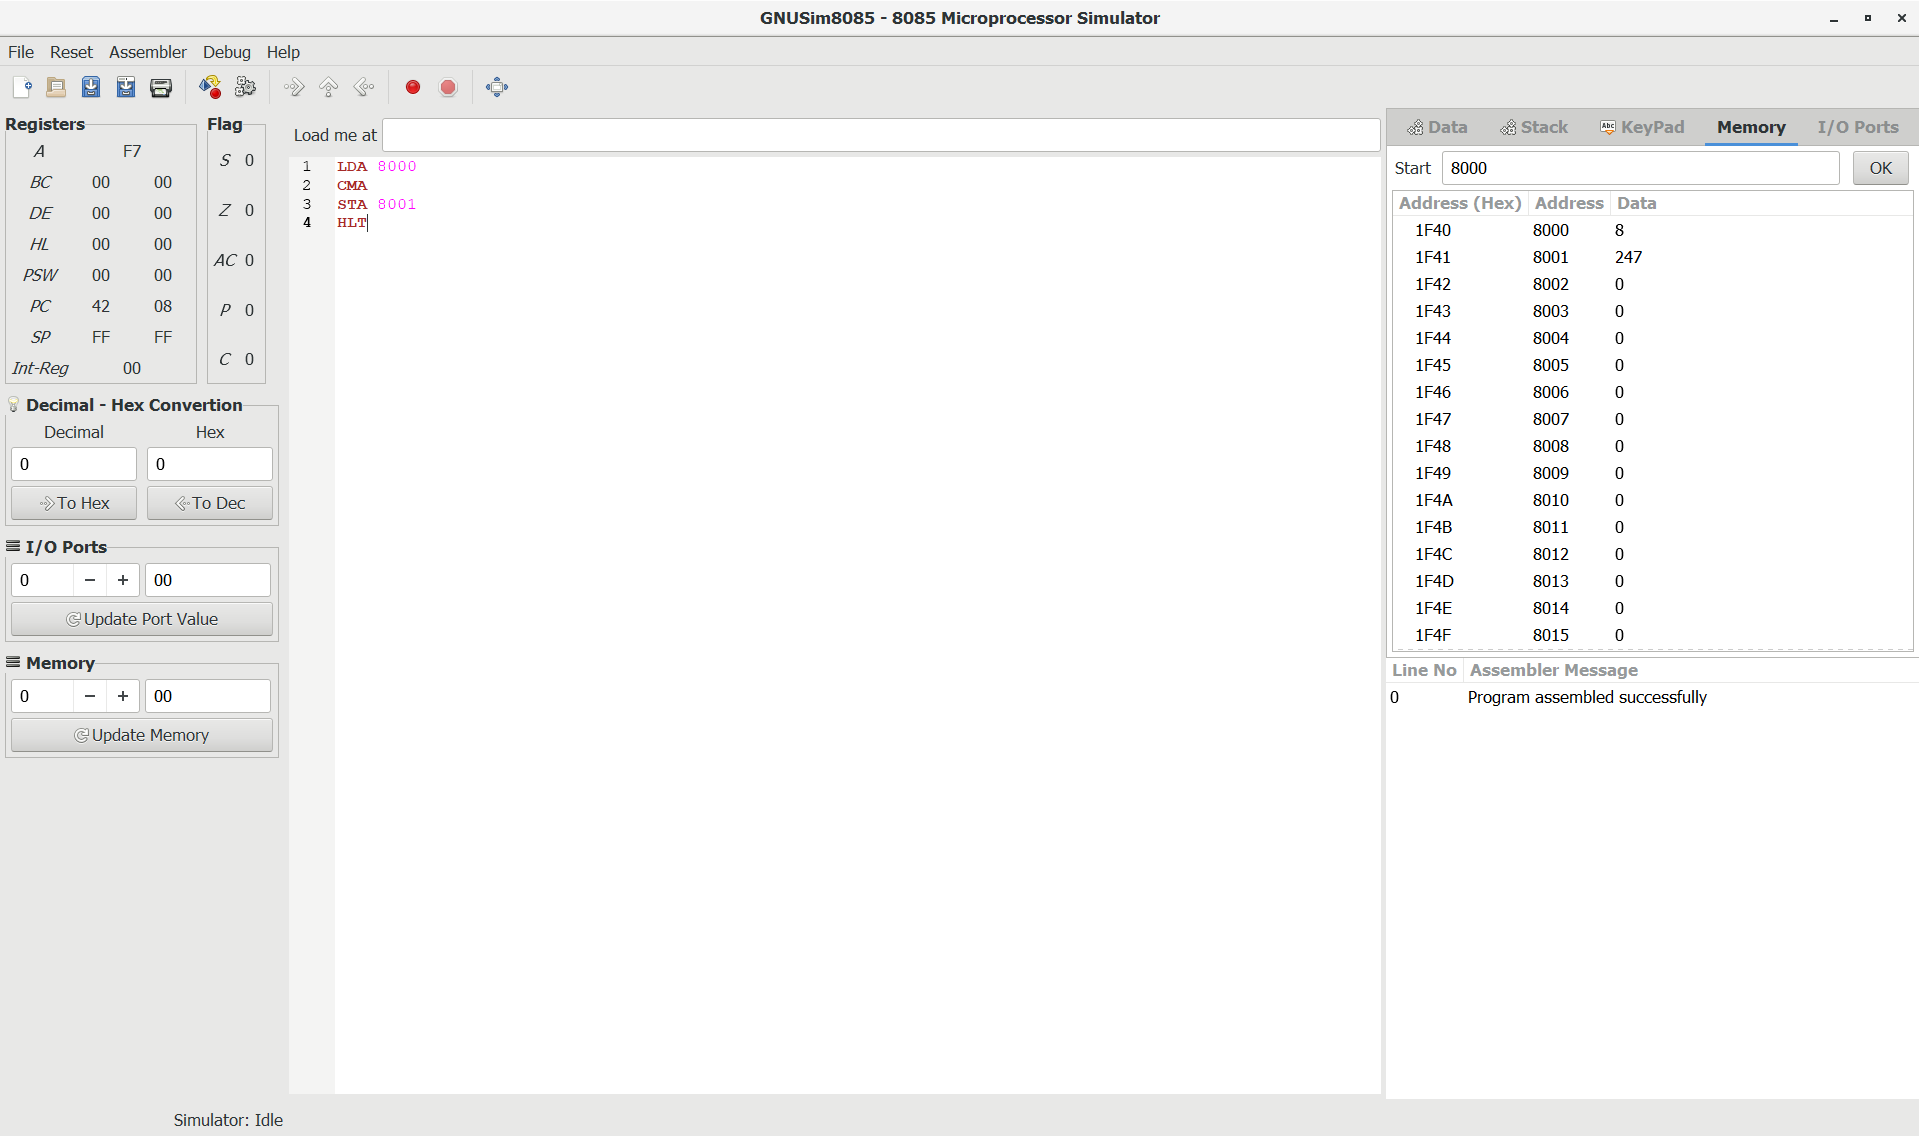 GNUSim8085 - 8085 Microprocessor Simulator
File Reset Assembler Debug Help
Registers
A F7
BC 00 00
DE 00 00
HL 00 00
PSW 00 00
PC 42 08
SP FF FF
Int-Reg 00
Flag
S 0
Z 0
AC 0
P 0
C 0
Decimal - Hex Convertion
Decimal Hex
0 0
To Hex To Dec
I/O Ports
0 − + 00
Update Port Value
Memory
0 − + 00
Update Memory
Load me at
1 LDA 8000
2 CMA
3 STA 8001
4 HLT
Data Stack Abc KeyPad Memory I/O Ports
Start 8000 OK
Address (Hex) Address Data
1F40 8000 8
1F41 8001 247
1F42 8002 0
1F43 8003 0
1F44 8004 0
1F45 8005 0
1F46 8006 0
1F47 8007 0
1F48 8008 0
1F49 8009 0
1F4A 8010 0
1F4B 8011 0
1F4C 8012 0
1F4D 8013 0
1F4E 8014 0
1F4F 8015 0
Line No Assembler Message
0 Program assembled successfully
Simulator: Idle